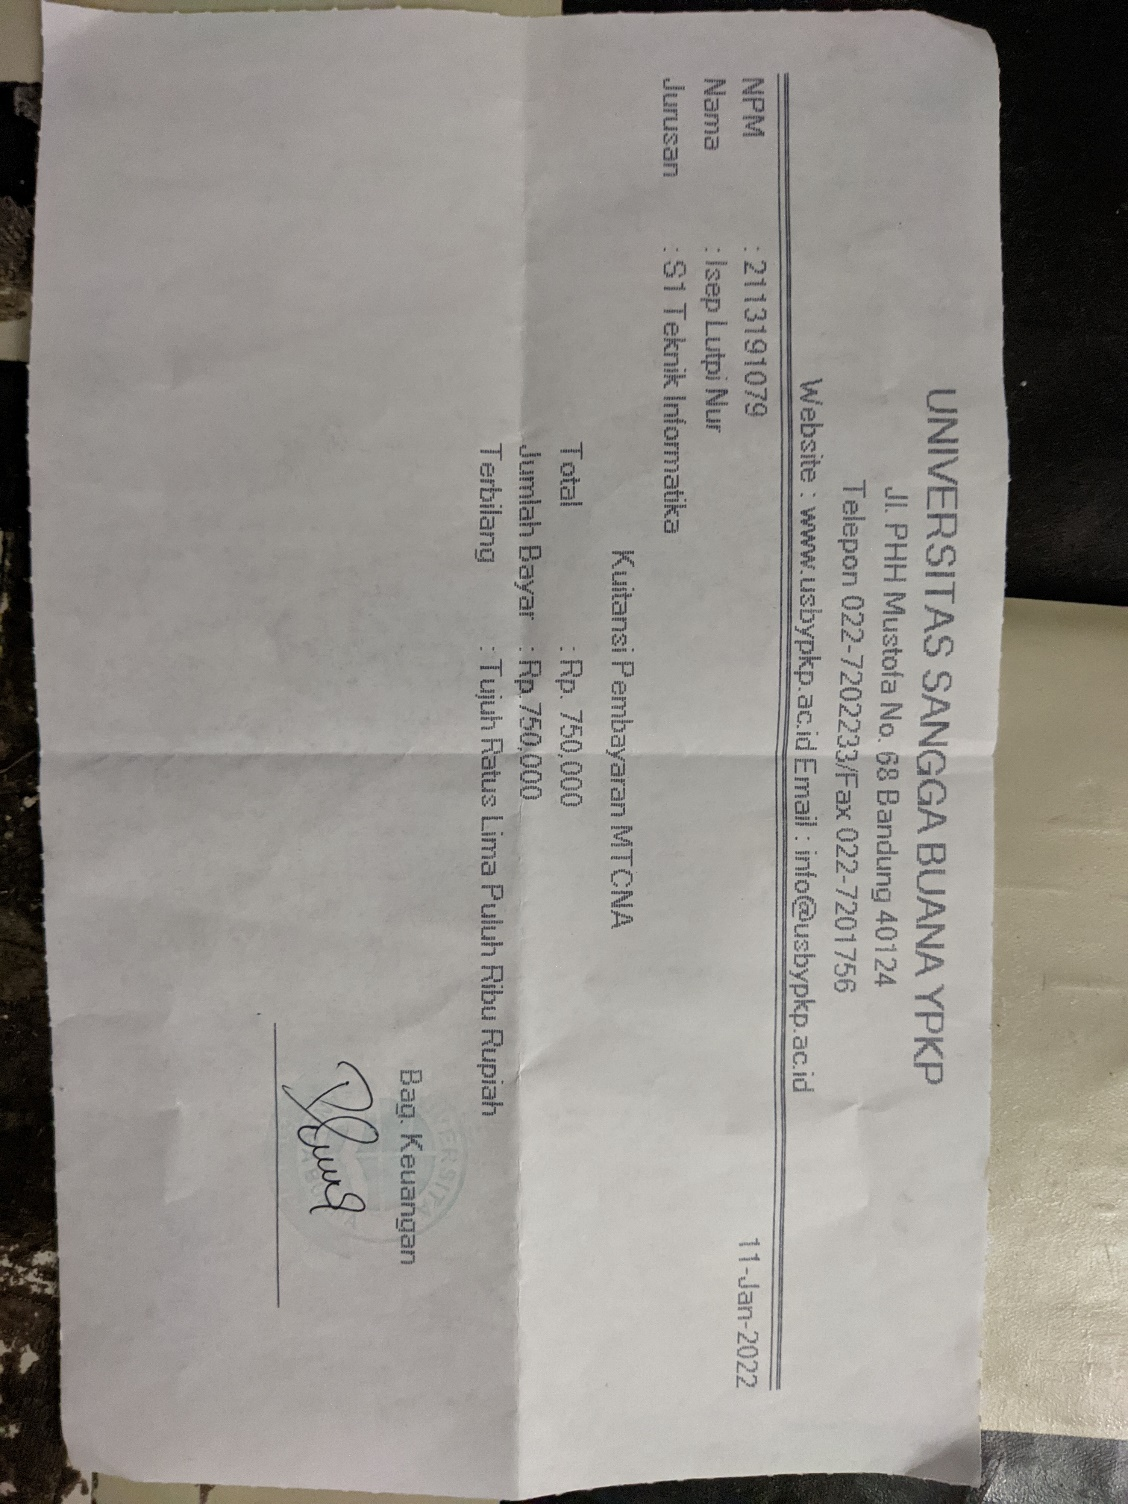 UNIVERSITAS SANGGA BUANA YPKP
Jl. PHH Mustofa No. 68 Bandung 40124
Telepon 022-7202233/Fax 022-7201756
Website : www.usbypkp.ac.id Email : info@usbypkp.ac.id
NPM : 2113191079 11-Jan-2022
Nama : Isep Lutpi Nur
Jurusan : S1 Teknik Informatika
Kuitansi Pembayaran MTCNA
Total : Rp. 750,000
Jumlah Bayar : Rp. 750,000
Terbilang : Tujuh Ratus Lima Puluh Ribu Rupiah
Bag. Keuangan